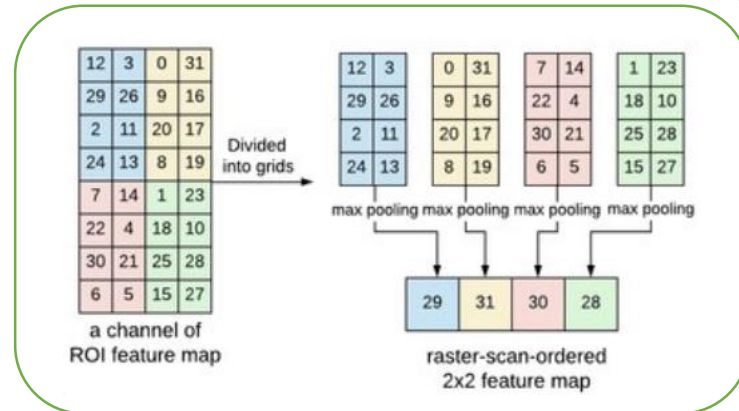 12 3 0 31
29 26 9 16
2 11 20 17
24 13 8 19
7 14 1 23
22 4 18 10
30 21 25 28
6 5 15 27
a channel of
ROI feature map
Divided
into grids
12 3
29 26
2 11
24 13
0 31
9 16
20 17
8 19
7 14
22 4
30 21
6 5
1 23
18 10
25 28
15 27
max pooling max pooling max pooling max pooling
29 31 30 28
raster-scan-ordered
2x2 feature map